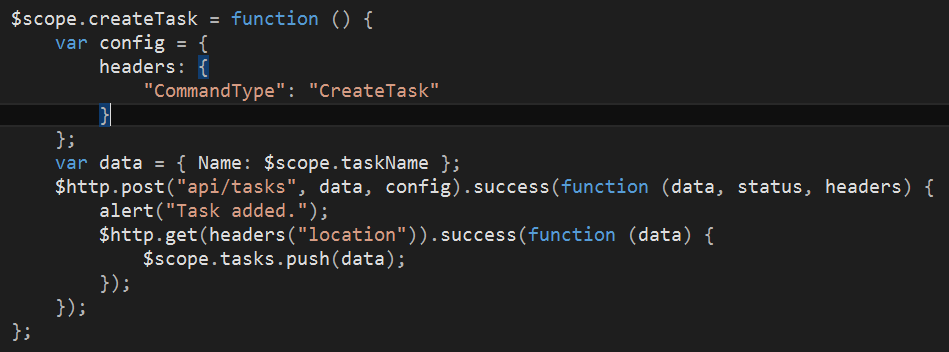 $scope.createTask = function () {
    var config = {
        headers: {
            "CommandType": "CreateTask"
        }
    };
    var data = { Name: $scope.taskName };
    $http.post("api/tasks", data, config).success(function (data, status, headers) {
        alert("Task added.");
        $http.get(headers("location")).success(function (data) {
            $scope.tasks.push(data);
        });
    });
};